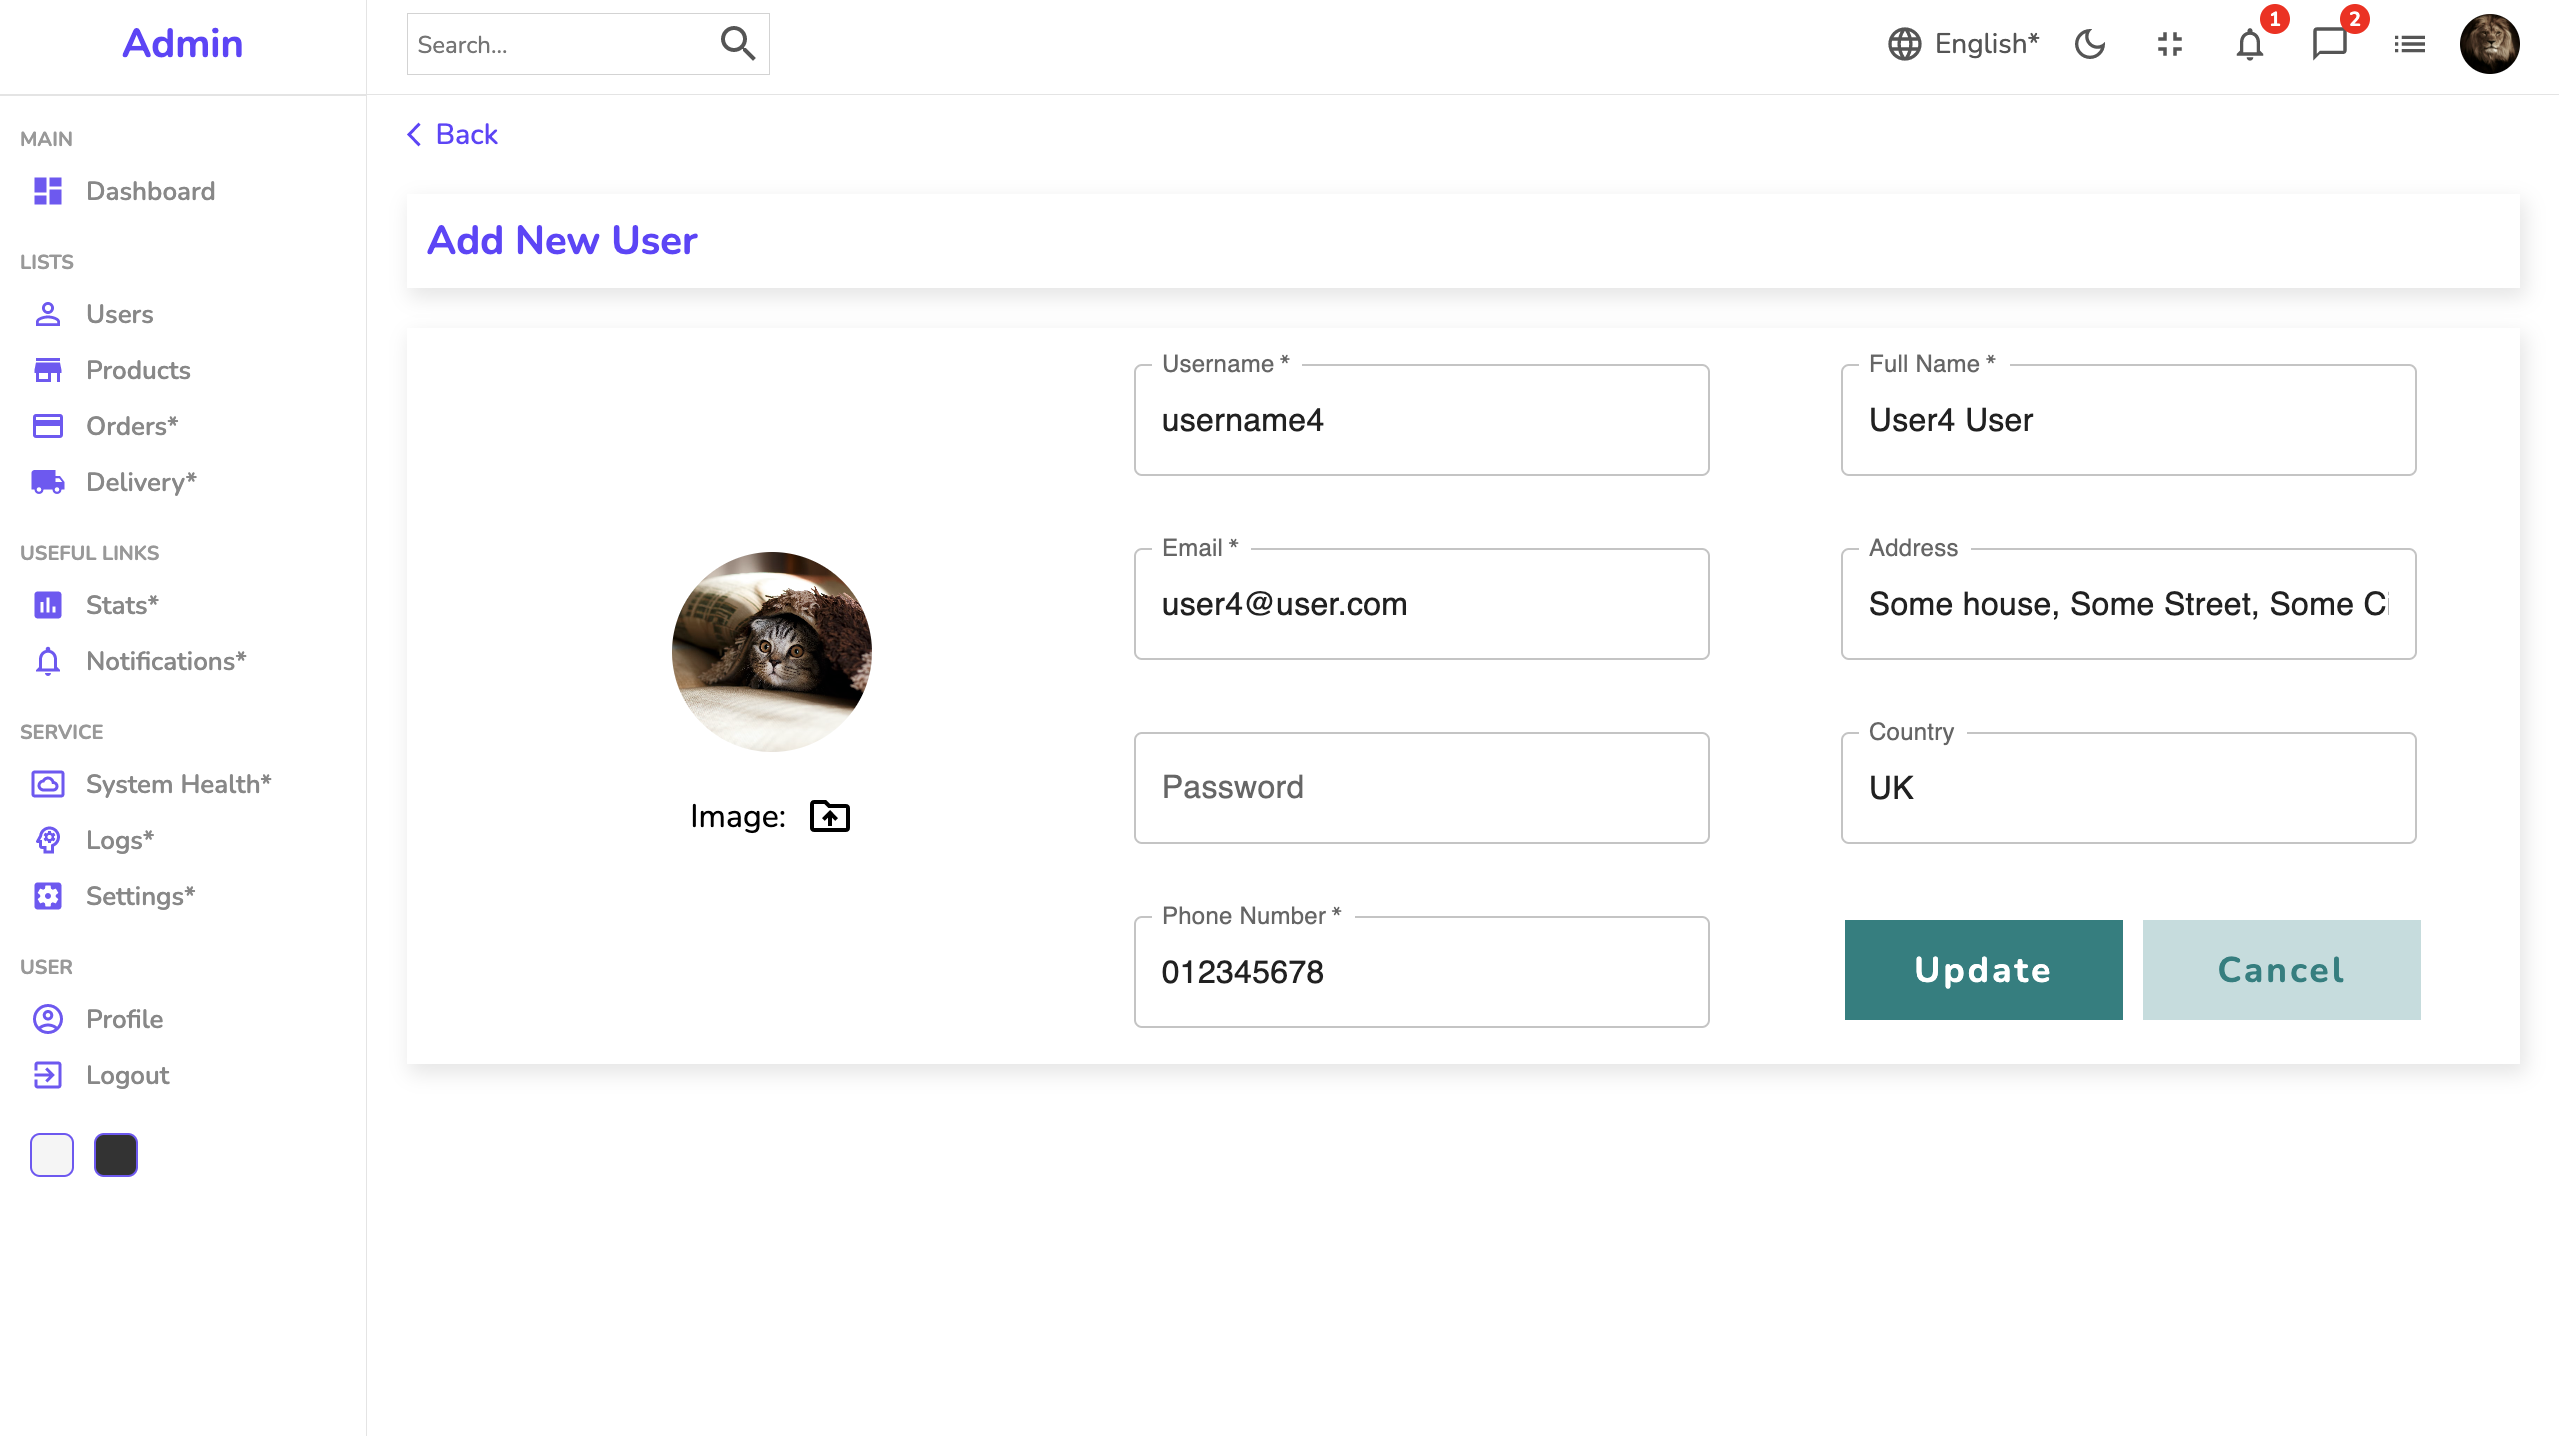 Admin
Search...
English*
1
2
MAIN
Dashboard
LISTS
Users
Products
Orders*
Delivery*
USEFUL LINKS
Stats*
Notifications*
SERVICE
System Health*
Logs*
Settings*
USER
Profile
Logout
Back
Add New User
Image:
Username *
username4
Full Name *
User4 User
Email *
user4@user.com
Address
Some house, Some Street, Some Ci
Password
Country
UK
Phone Number *
012345678
Update
Cancel